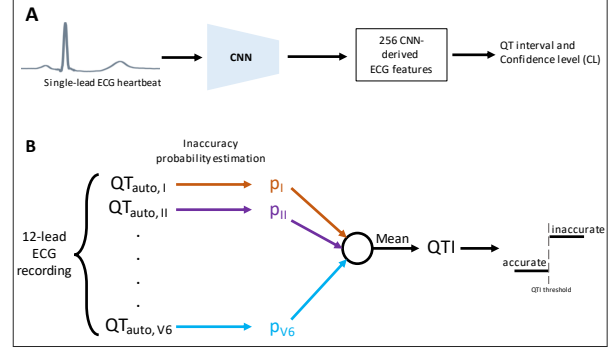 A
Single-lead ECG heartbeat
CNN
256 CNN-
derived
ECG features
QT interval and
Confidence level (CL)
B
Inaccuracy
probability estimation
12-lead
ECG
recording
QTauto, I
pI
QTauto, II
pII
.
.
.
.
QTauto, V6
pV6
Mean
QTI
accurate
inaccurate
QTI threshold